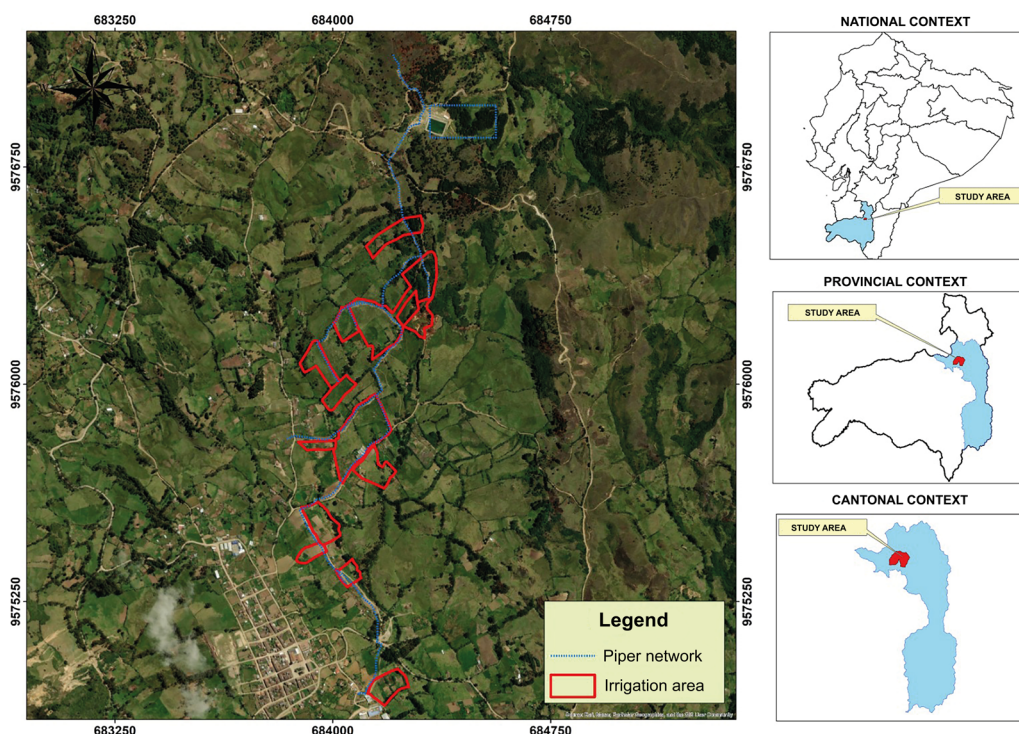 683250
684000
684750
9576750
9576000
9575250
9576750
9576000
9575250
683250
684000
684750
Legend
Piper network
Irrigation area
NATIONAL CONTEXT
STUDY AREA
PROVINCIAL CONTEXT
STUDY AREA
CANTONAL CONTEXT
STUDY AREA